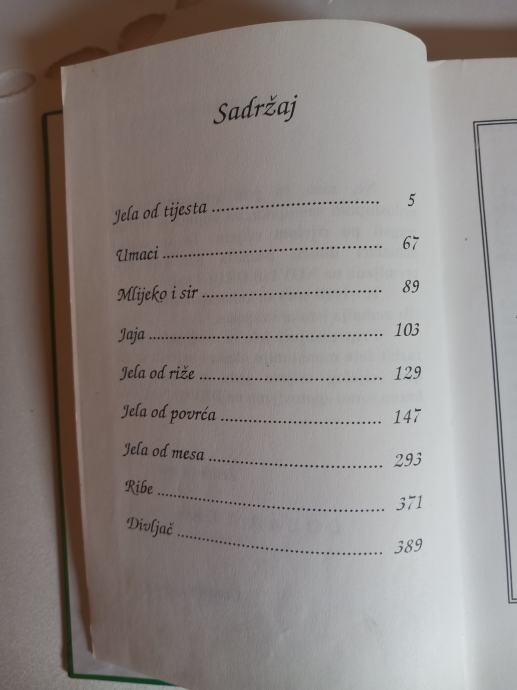 Sadržaj
Jela od tijesta ........................................ 5
Umaci ................................................ 67
Mlijeko i sir ........................................ 89
Jaja .................................................. 103
Jela od riže ........................................ 129
Jela od povrća .................................... 147
Jela od mesa ...................................... 293
Ribe .................................................. 371
Divljač .............................................. 389